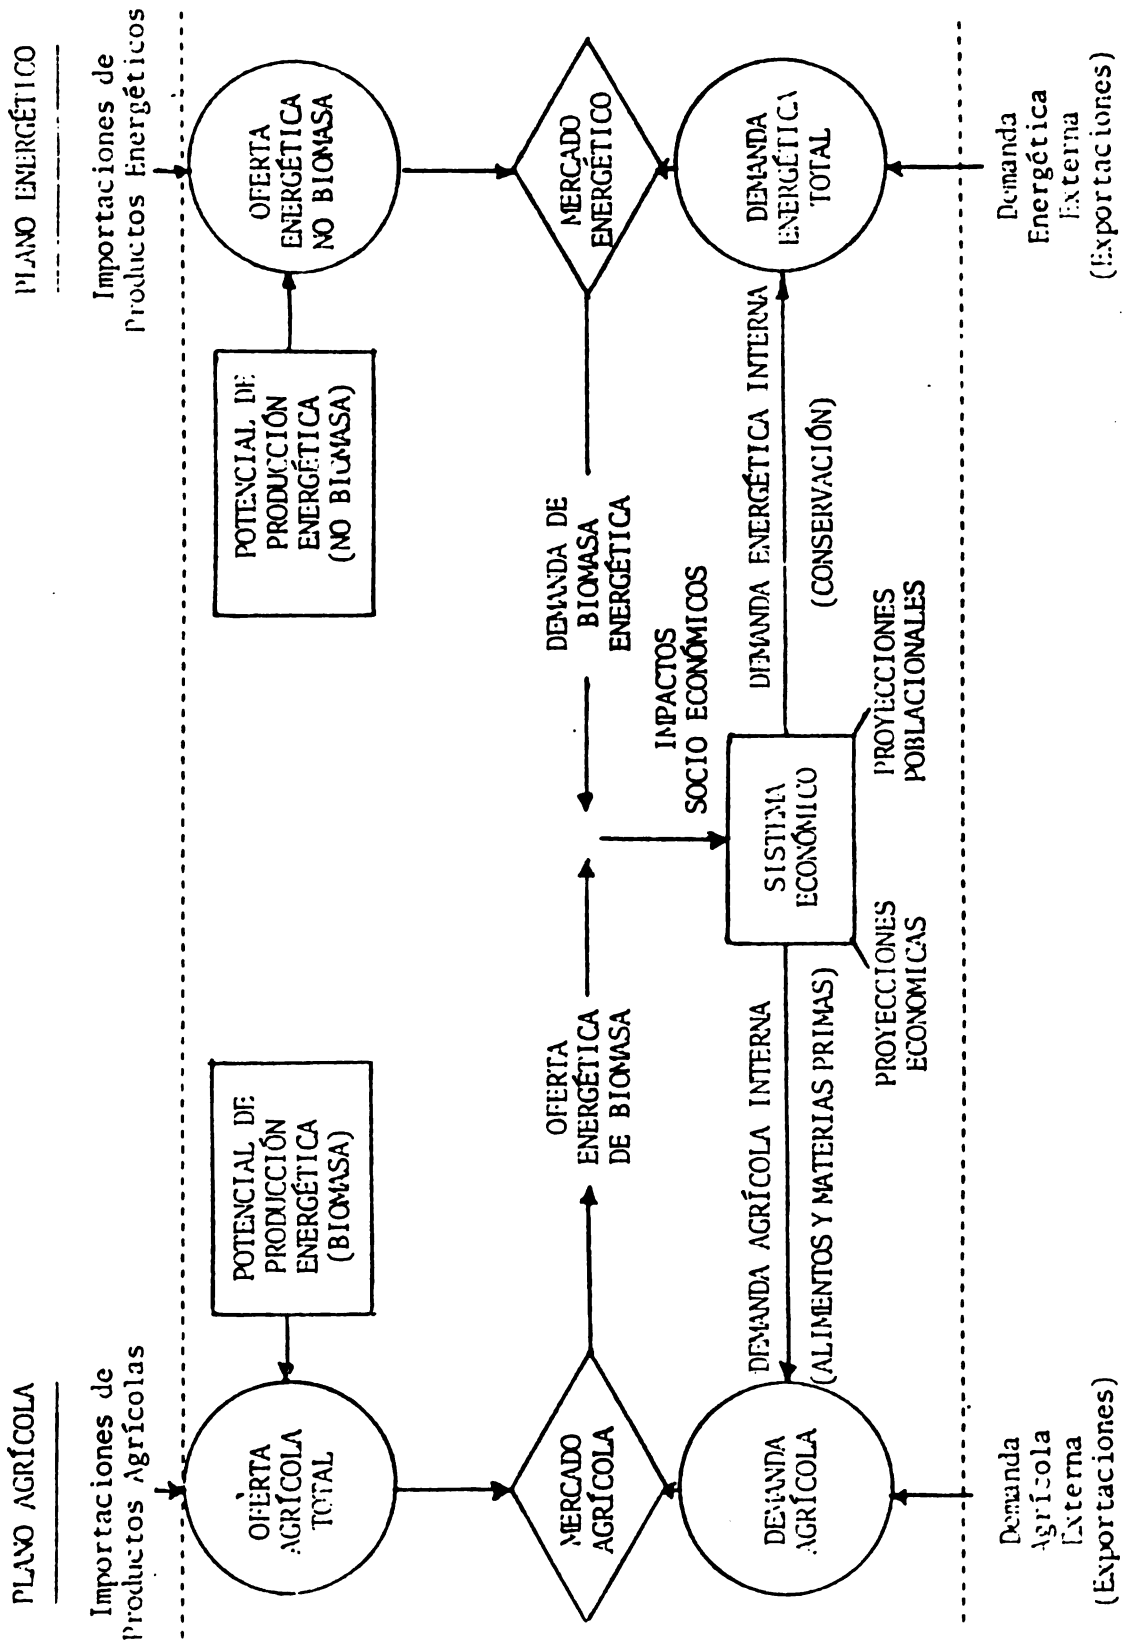 PLANO AGRÍCOLA
PLANO ENERGÉTICO
Importaciones de
Productos Agrícolas
Importaciones de
Productos Energéticos
OFERTA
AGRÍCOLA
TOTAL
POTENCIAL DE
PRODUCCIÓN
ENERGÉTICA
(BIOMASA)
POTENCIAL DE
PRODUCCIÓN
ENERGÉTICA
(NO BIOMASA)
OFERTA
ENERGÉTICA
NO BIOMASA
MERCADO
AGRÍCOLA
OFERTA
ENERGÉTICA
DE BIOMASA
DEMANDA DE
BIOMASA
ENERGÉTICA
MERCADO
ENERGÉTICO
IMPACTOS
SOCIO ECONÓMICOS
DEMANDA
AGRÍCOLA
DEMANDA AGRÍCOLA INTERNA
(ALIMENTOS Y MATERIAS PRIMAS)
SISTEMA
ECONÓMICO
DEMANDA ENERGÉTICA INTERNA
(CONSERVACIÓN)
DEMANDA
ENERGÉTICA
TOTAL
PROYECCIONES
ECONOMICAS
PROYECCIONES
POBLACIONALES
Demanda
Agrícola
Externa
(Exportaciones)
Demanda
Energética
Externa
(Exportaciones)